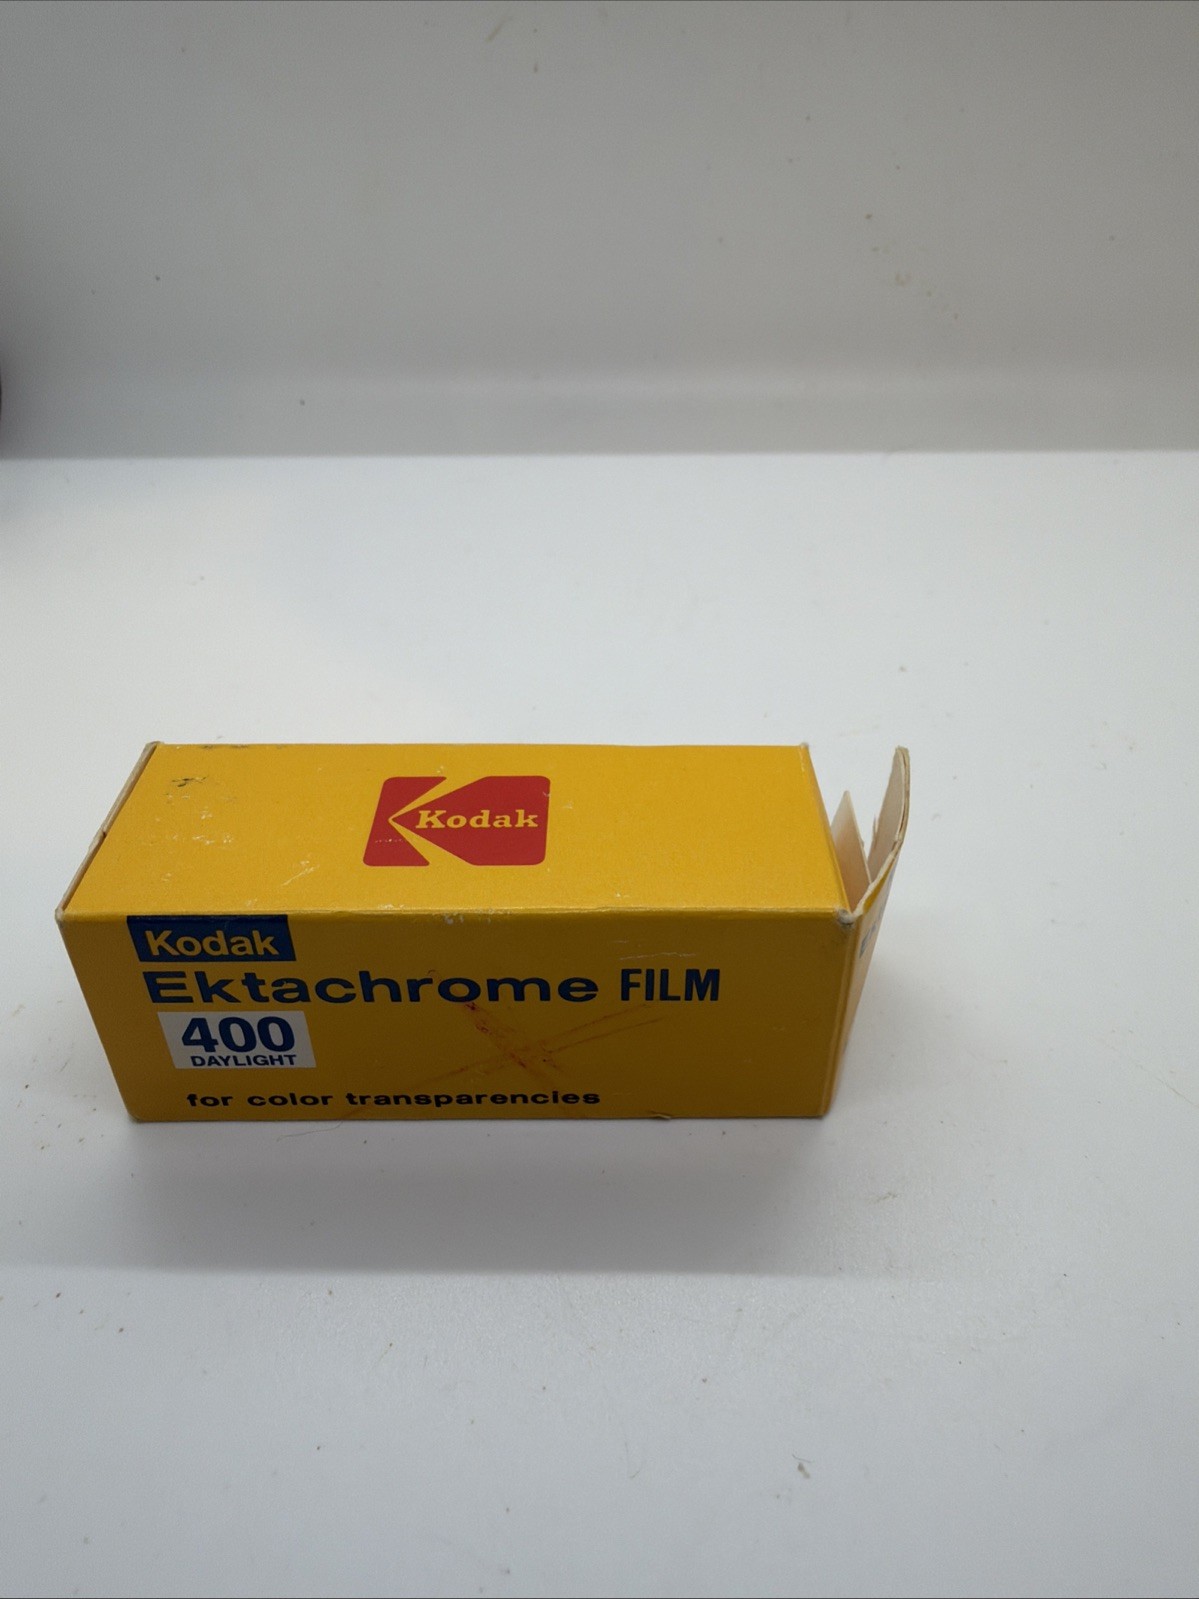 Kodak
Kodak
Ektachrome FILM
400
DAYLIGHT
for color transparencies